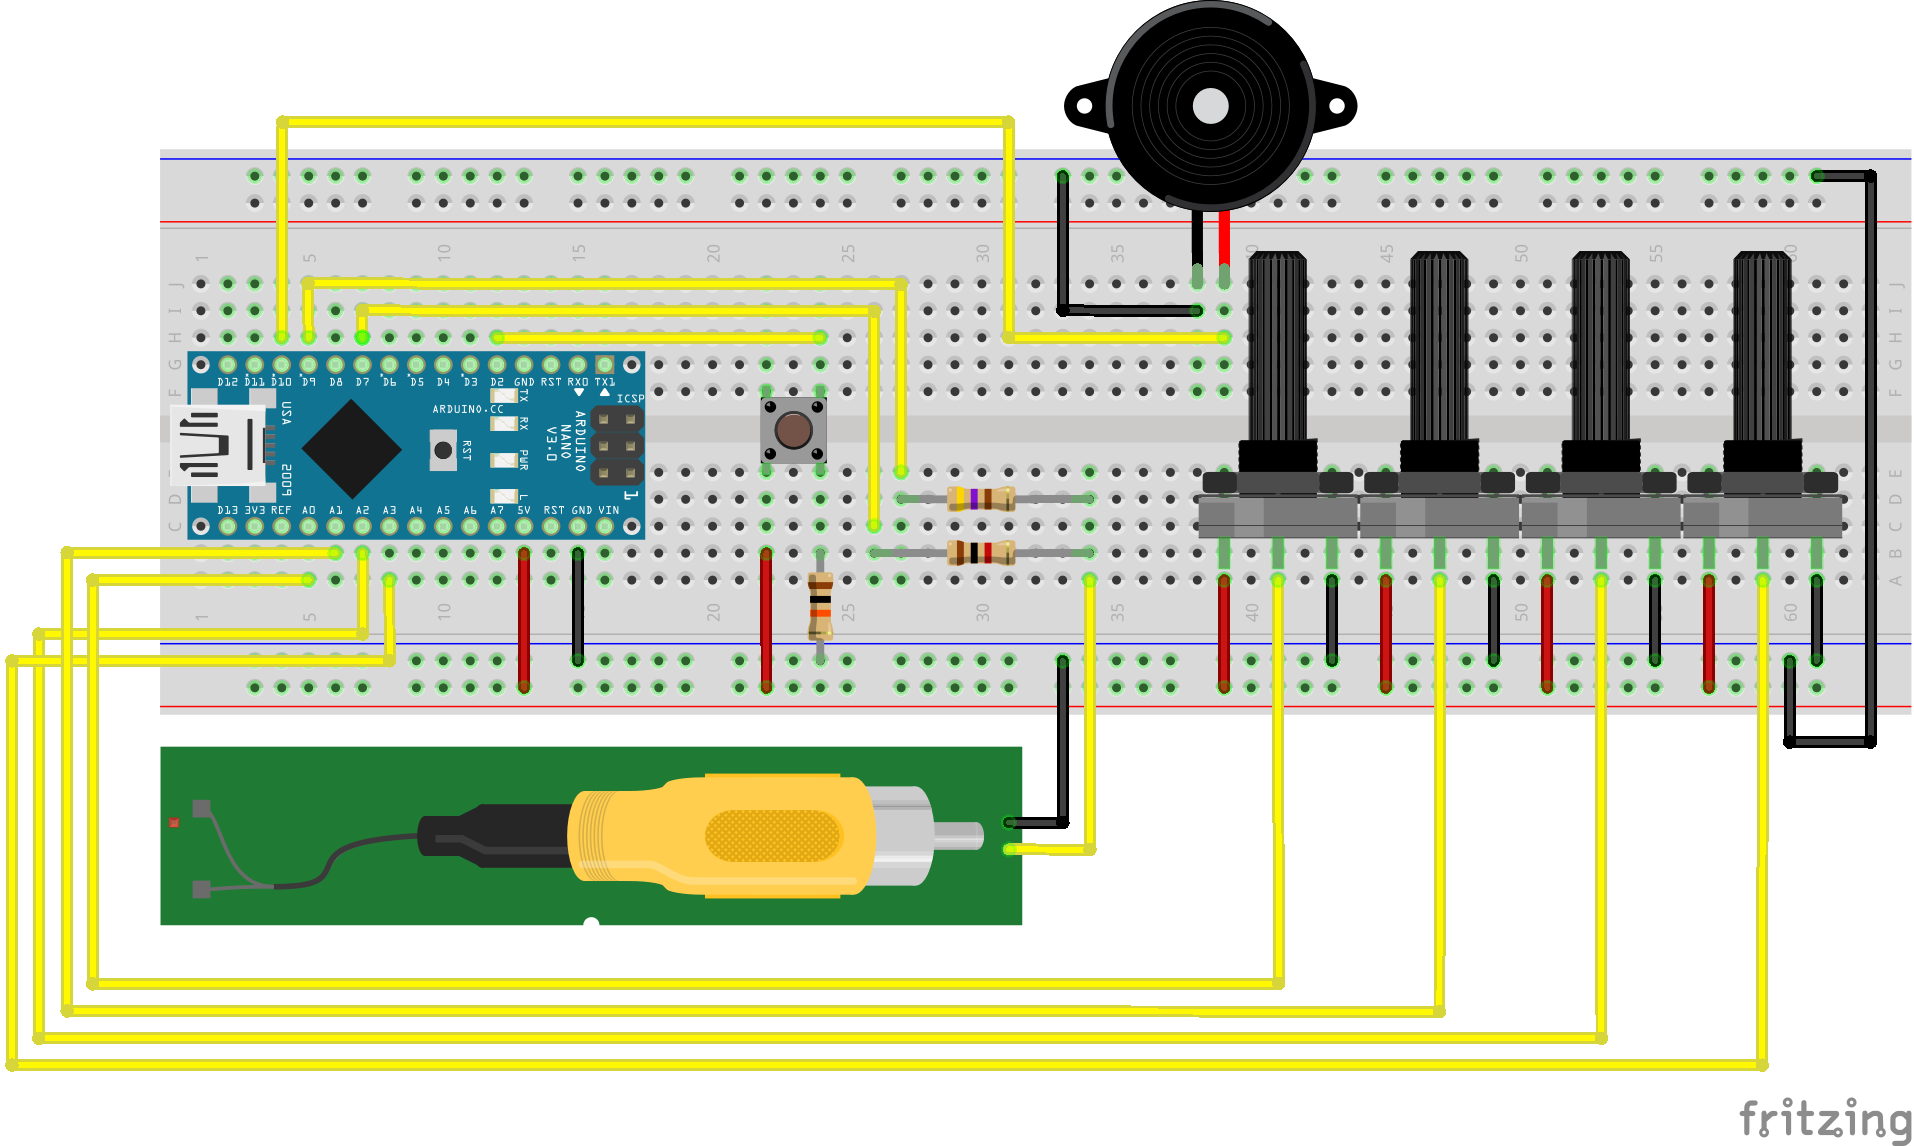 1 5 10 15 20 25 30 35 40 45 50 55 60
J J
I I
H H
G G
F F
D12 D11 D10 D9 D8 D7 D6 D5 D4 D3 D2 GND RST RX0 TX1
ICSP
USA
ARDUINO.CC
TX
RX
RST
PWR
L
ARDUINO
NANO
V3.0
1
D13 3V3 REF A0 A1 A2 A3 A4 A5 A6 A7 5V RST GND VIN
E
D D
C C
B B
A A
1 5 10 20 25 30 35 40 45 50 60
fritzing